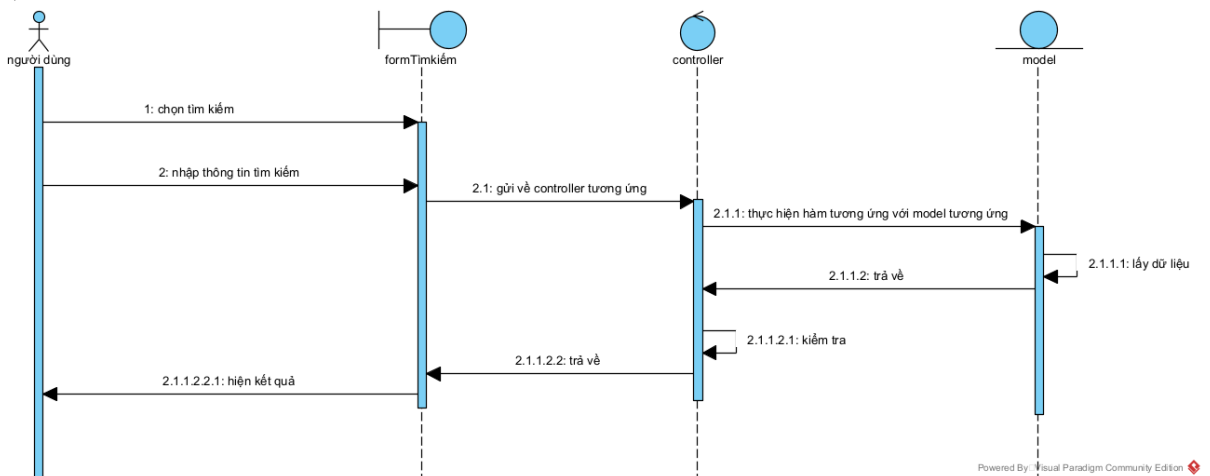 người dùng
formTìmkiếm
controller
model
1: chọn tìm kiếm
2: nhập thông tin tìm kiếm
2.1: gửi về controller tương ứng
2.1.1: thực hiện hàm tương ứng với model tương ứng
2.1.1.1: lấy dữ liệu
2.1.1.2: trả về
2.1.1.2.1: kiểm tra
2.1.1.2.2: trả về
2.1.1.2.2.1: hiện kết quả
Powered By Visual Paradigm Community Edition